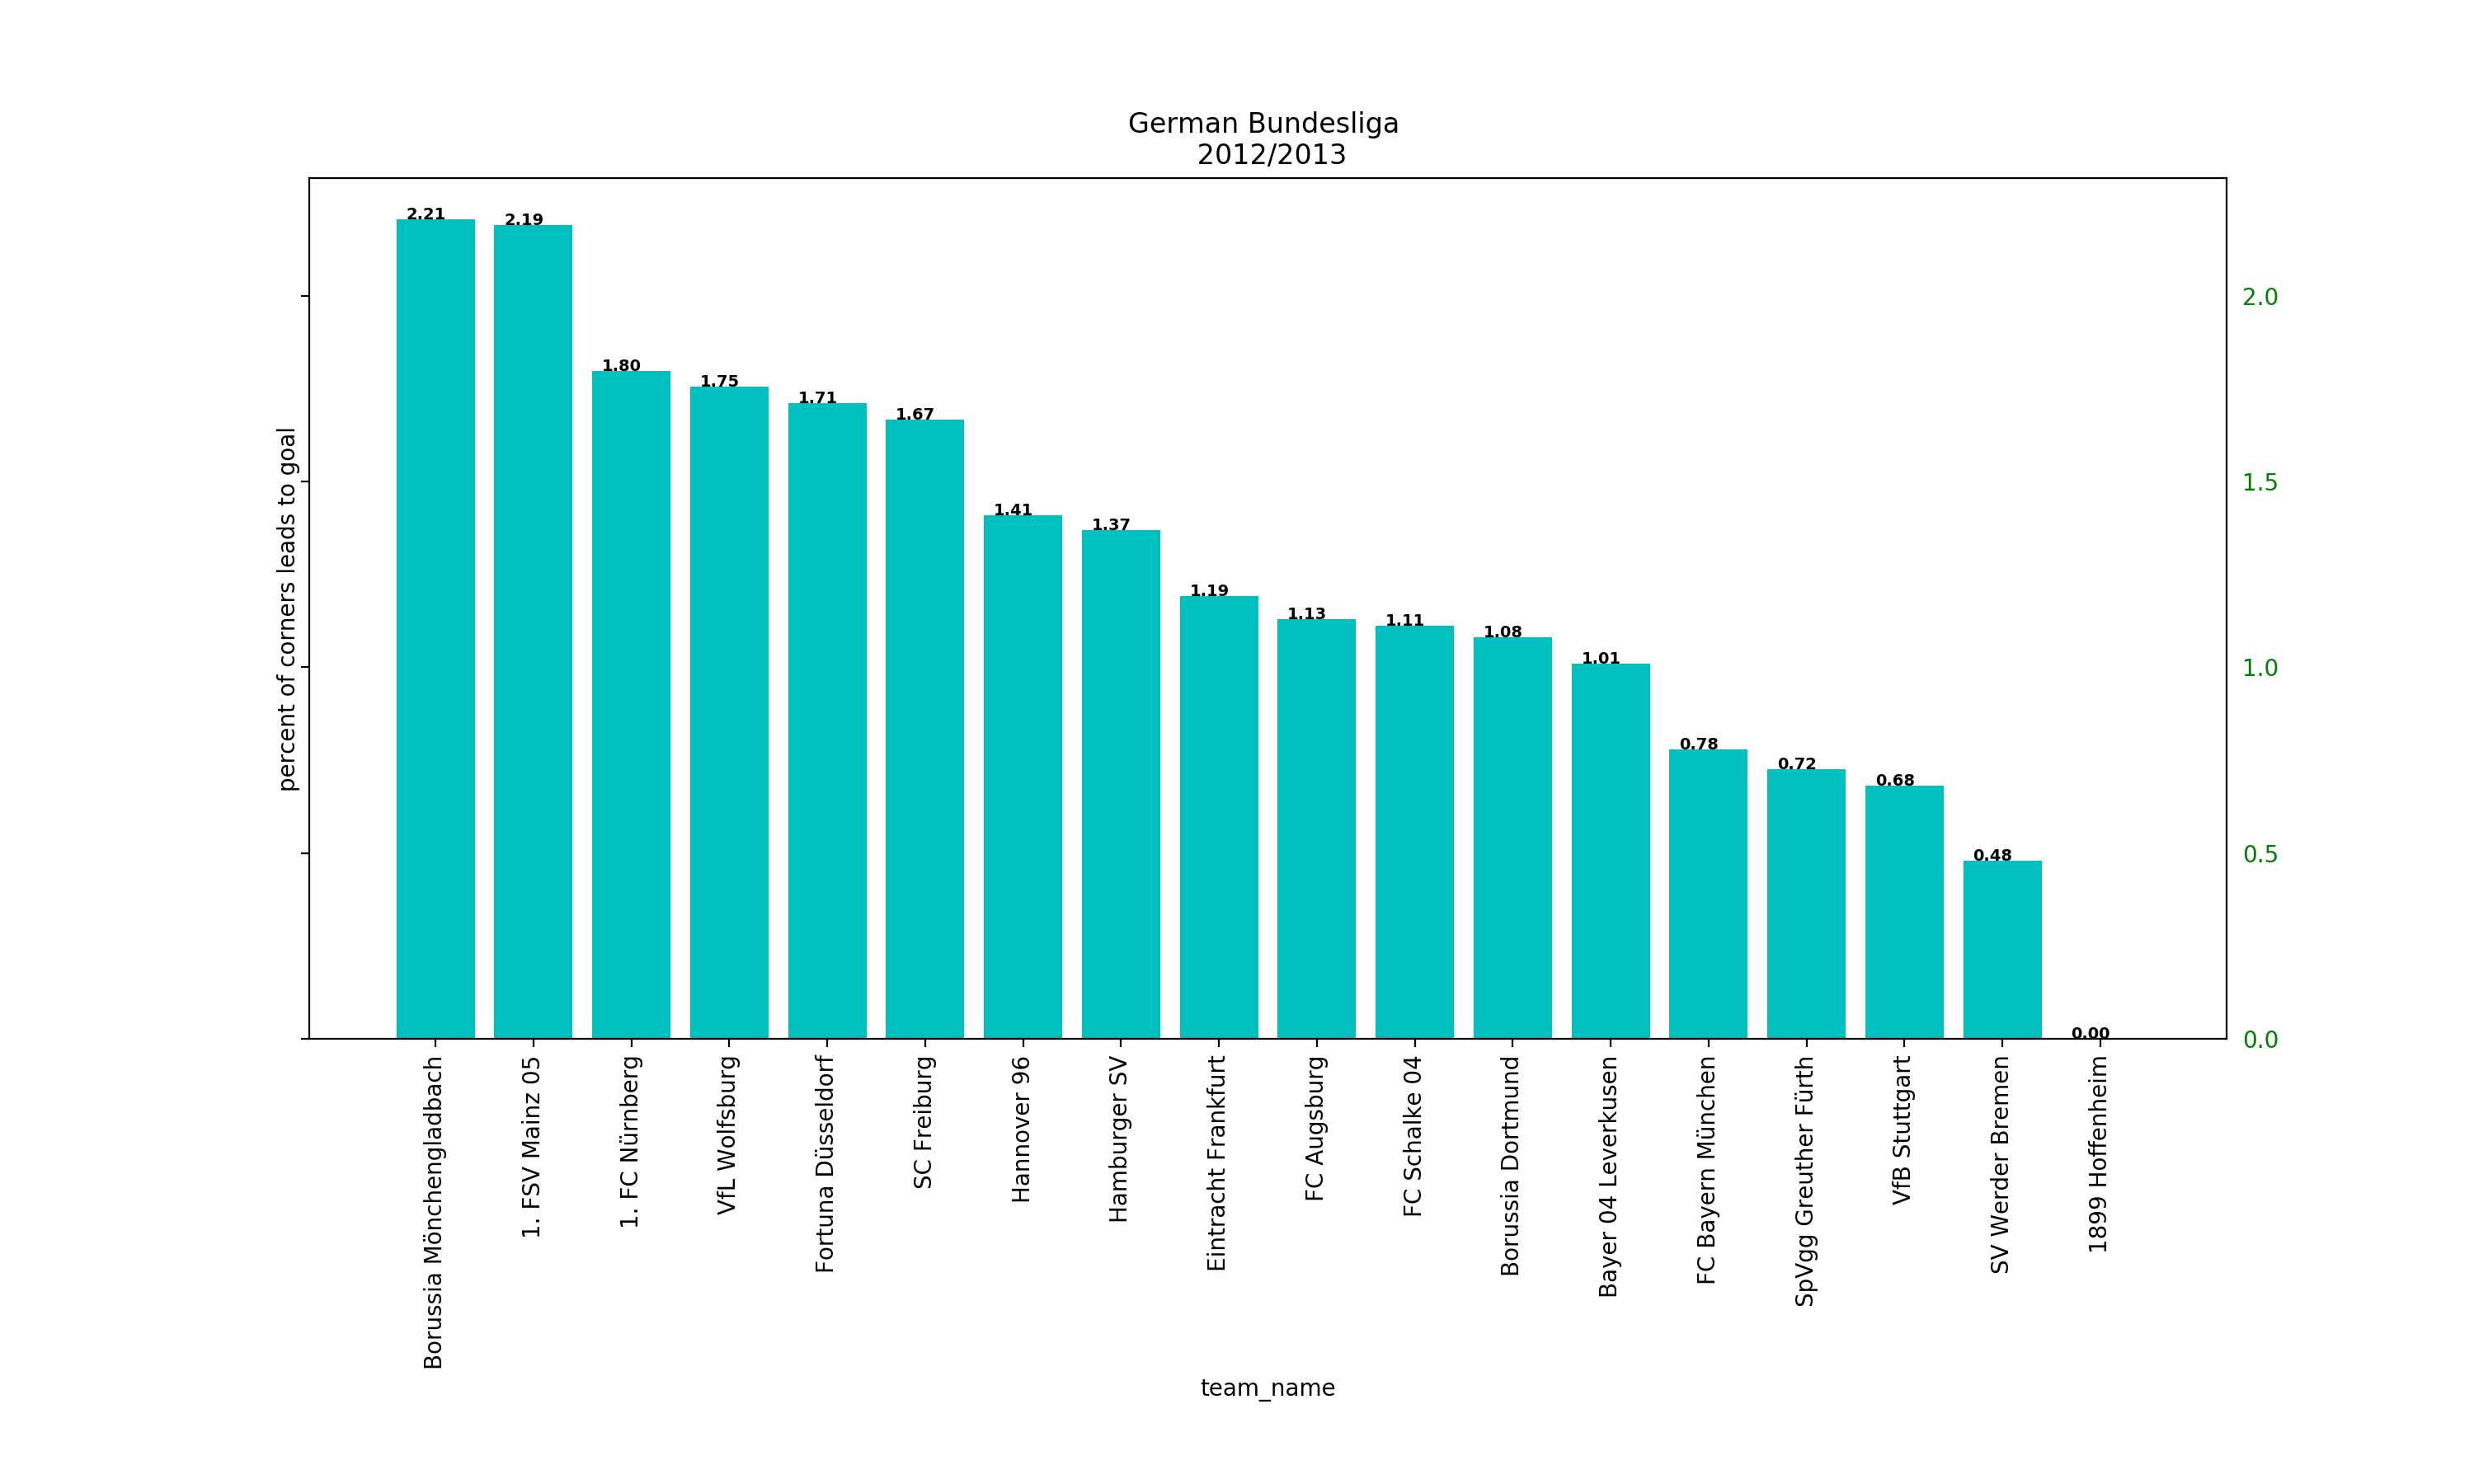 German Bundesliga
2012/2013
percent of corners leads to goal
2.21
2.19
1.80
1.75
1.71
1.67
1.41
1.37
1.19
1.13
1.11
1.08
1.01
0.78
0.72
0.68
0.48
0.00
2.0
1.5
1.0
0.5
0.0
Borussia Mönchengladbach
1. FSV Mainz 05
1. FC Nürnberg
VfL Wolfsburg
Fortuna Düsseldorf
SC Freiburg
Hannover 96
Hamburger SV
Eintracht Frankfurt
FC Augsburg
FC Schalke 04
Borussia Dortmund
Bayer 04 Leverkusen
FC Bayern München
SpVgg Greuther Fürth
VfB Stuttgart
SV Werder Bremen
1899 Hoffenheim
team_name